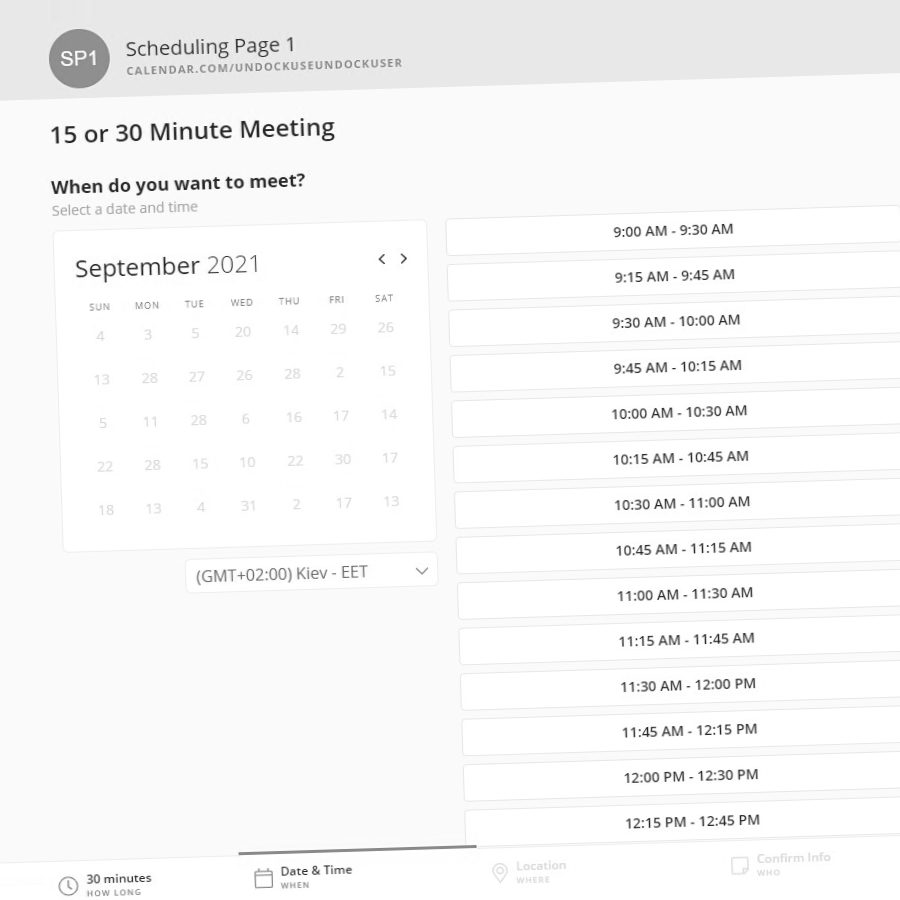 SP1
Scheduling Page 1
CALENDAR.COM/UNDOCKUSEUNDOCKUSER
15 or 30 Minute Meeting
When do you want to meet?
Select a date and time
September 2021
SUN MON TUE WED THU FRI SAT
4 3 5 20 14 29 26
13 28 27 26 28 2 15
5 11 28 6 16 17 14
22 28 15 10 22 30 17
18 13 4 31 2 17 13
(GMT+02:00) Kiev - EET
9:00 AM - 9:30 AM
9:15 AM - 9:45 AM
9:30 AM - 10:00 AM
9:45 AM - 10:15 AM
10:00 AM - 10:30 AM
10:15 AM - 10:45 AM
10:30 AM - 11:00 AM
10:45 AM - 11:15 AM
11:00 AM - 11:30 AM
11:15 AM - 11:45 AM
11:30 AM - 12:00 PM
11:45 AM - 12:15 PM
12:00 PM - 12:30 PM
12:15 PM - 12:45 PM
30 minutes
HOW LONG
Date & Time
WHEN
Location
WHERE
Confirm Info
WHO